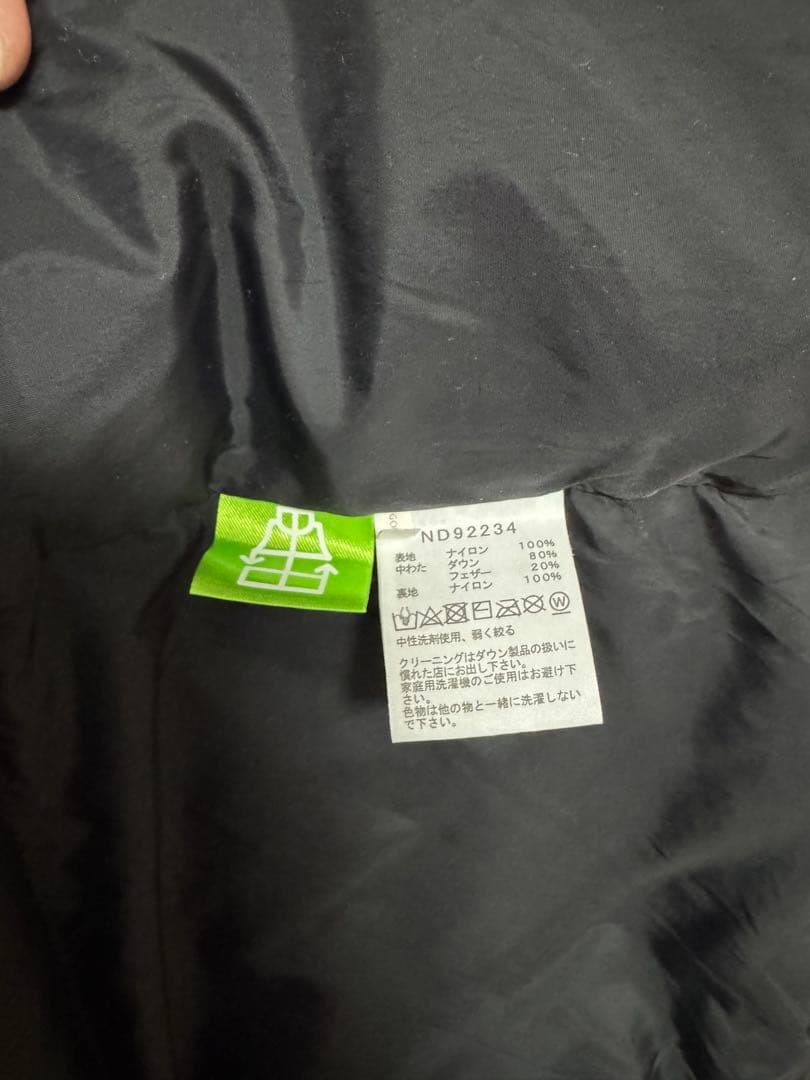 ND92234
表地 ナイロン 100%
中わた ダウン 80%
フェザー 20%
裏地 ナイロン 100%
W
中性洗剤使用、弱く絞る
クリーニングはダウン製品の扱いに
慣れた店にお出し下さい。
家庭用洗濯機のご使用はお避け下
さい。
色物は他の物と一緒に洗濯しない
で下さい。